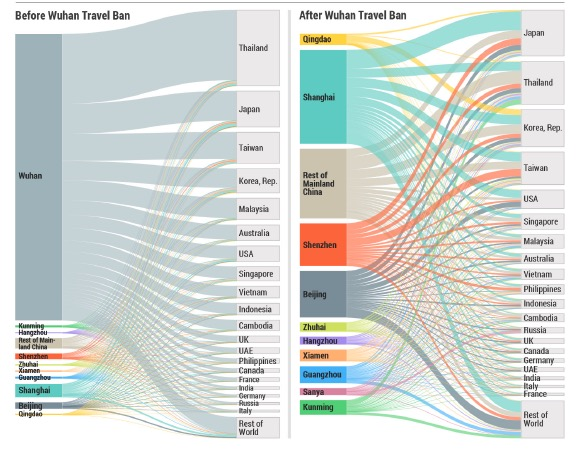 Before Wuhan Travel Ban
Wuhan
Kunming
Hangzhou
Rest of Main-
land China
Shenzhen
Zhuhai
Xiamen
Guangzhou
Shanghai
Beijing
Qingdao
Thailand
Japan
Taiwan
Korea, Rep.
Malaysia
Australia
USA
Singapore
Vietnam
Indonesia
Cambodia
UK
UAE
Philippines
Canada
France
India
Germany
Russia
Italy
Rest of
World
After Wuhan Travel Ban
Qingdao
Shanghai
Rest of
Mainland
China
Shenzhen
Beijing
Zhuhai
Hangzhou
Xiamen
Guangzhou
Sanya
Kunming
Japan
Thailand
Korea, Rep.
Taiwan
USA
Singapore
Malaysia
Australia
Vietnam
Philippines
Indonesia
Cambodia
Russia
UK
Canada
Germany
UAE
India
Italy
France
Rest of
World